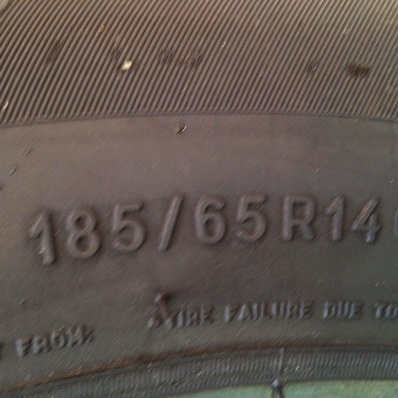 185/65R14
TIRE FAILURE DUE TO
FROM: